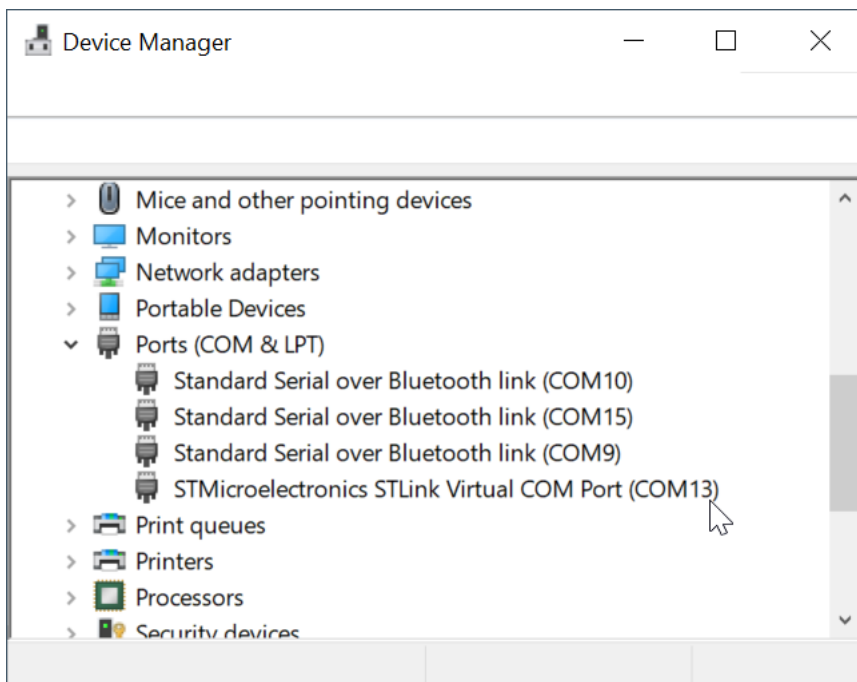 Device Manager
Mice and other pointing devices
Monitors
Network adapters
Portable Devices
Ports (COM & LPT)
Standard Serial over Bluetooth link (COM10)
Standard Serial over Bluetooth link (COM15)
Standard Serial over Bluetooth link (COM9)
STMicroelectronics STLink Virtual COM Port (COM13)
Print queues
Printers
Processors
Security devices